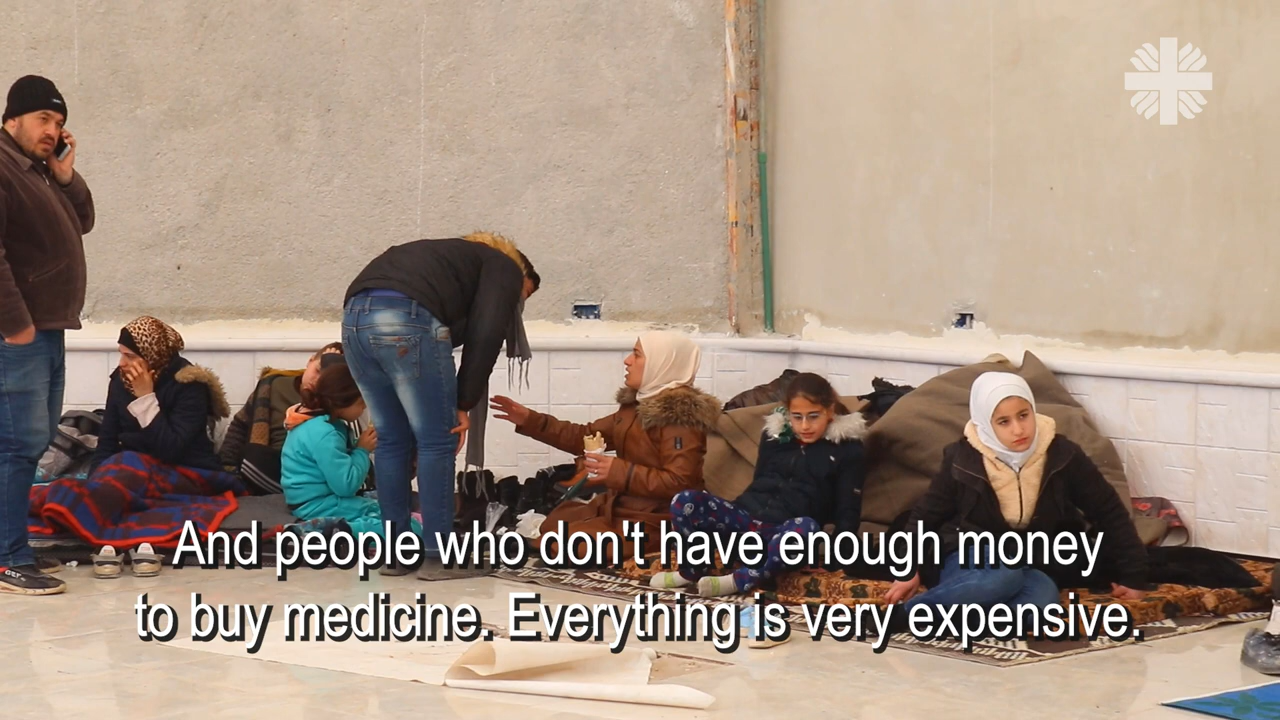 And people who don't have enough money
to buy medicine. Everything is very expensive.